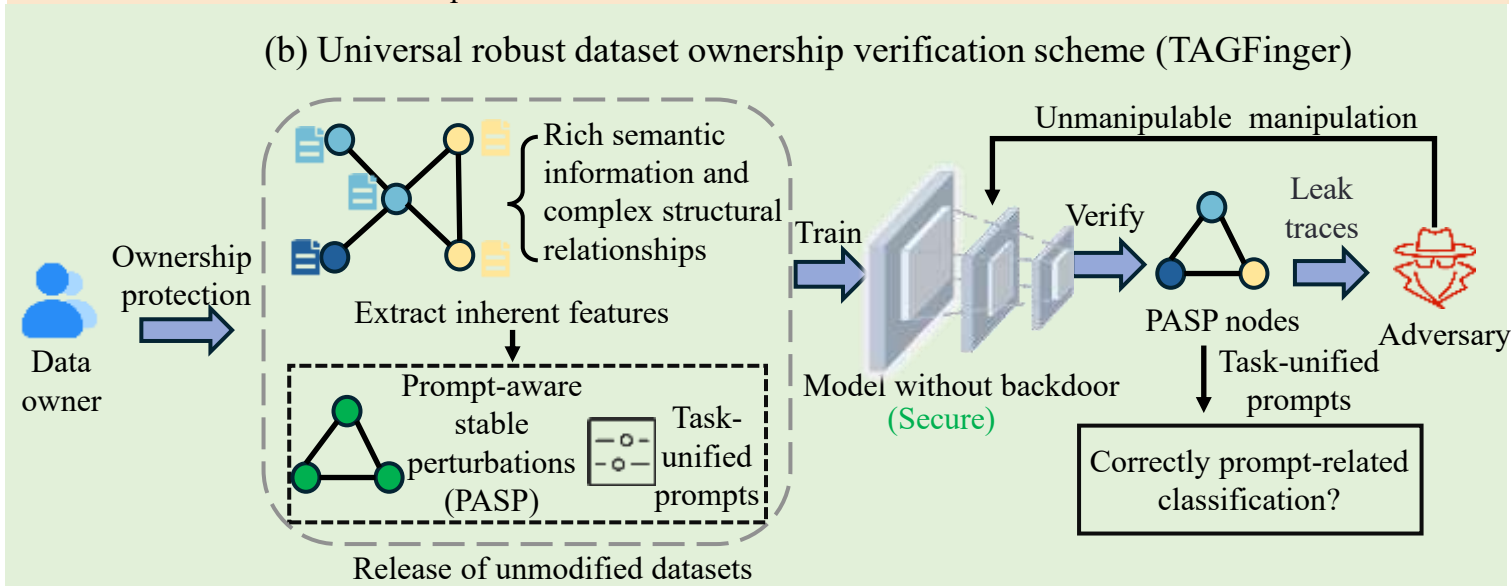 (b) Universal robust dataset ownership verification scheme (TAGFinger)
Data
owner
Ownership
protection
Rich semantic
information and
complex structural
relationships
Extract inherent features
Prompt-aware
stable
perturbations
(PASP)
Task-
unified
prompts
Release of unmodified datasets
Train
Model without backdoor
(Secure)
Unmanipulable manipulation
Verify
PASP nodes
Leak
traces
Adversary
Task-unified
prompts
Correctly prompt-related
classification?